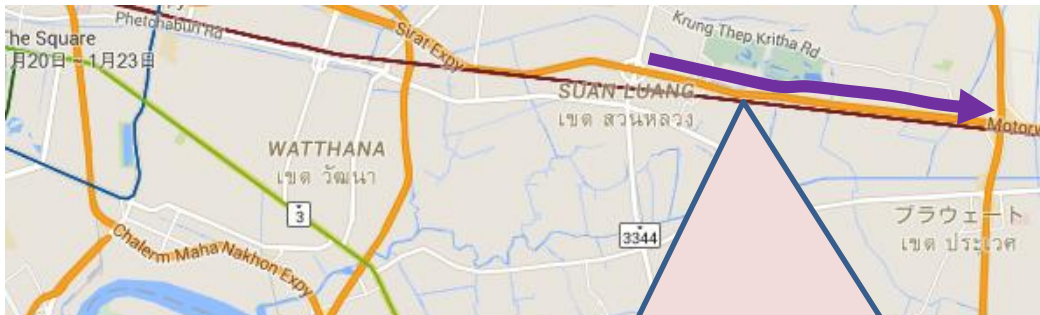 Phetchabun Rd
The Square
月20日 ~ 1月23日
Sirat Expy
Krung Thep Kritha Rd
SUAN LUANG
เขต สวนหลวง
Motorw
WATTHANA
เขต วัฒนา
3
3344
プラウェート
เขต ประเวศ
Chalerm Maha Nakhon Expy